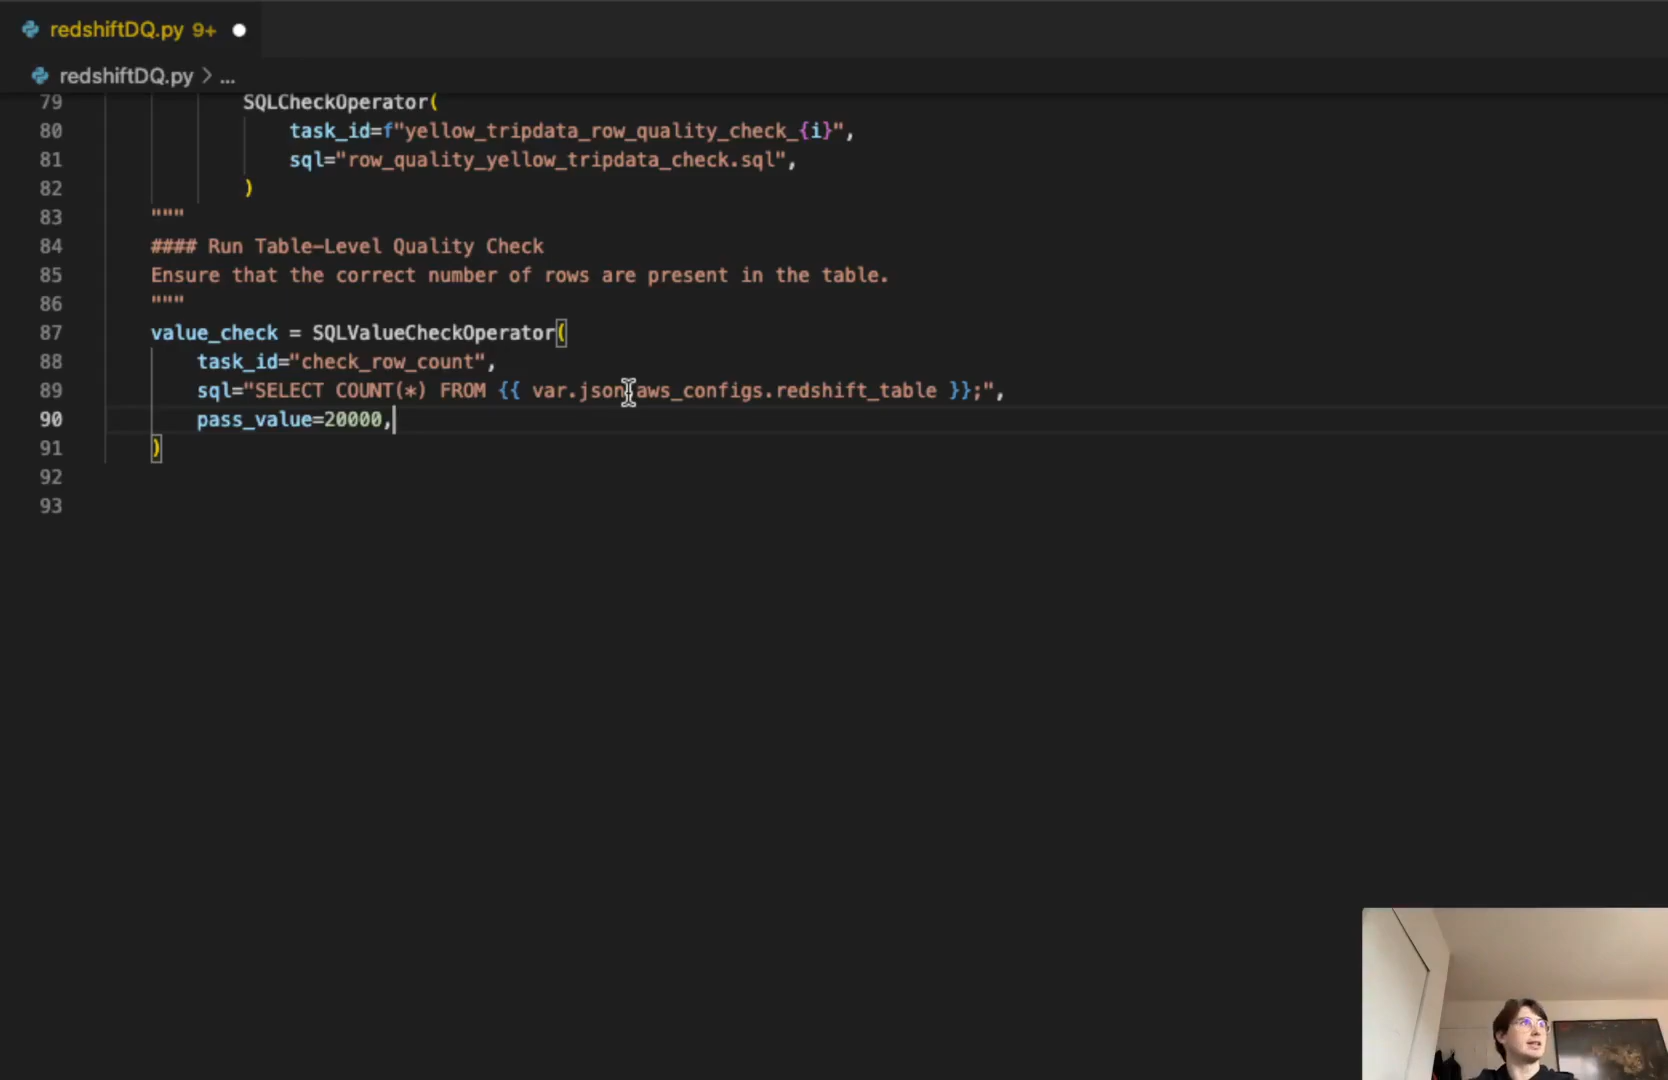 redshiftDQ.py 9+
redshiftDQ.py > ...
79 SQLCheckOperator(
80 task_id=f"yellow_tripdata_row_quality_check_{i}",
81 sql="row_quality_yellow_tripdata_check.sql",
82 )
83 """
84 #### Run Table-Level Quality Check
85 Ensure that the correct number of rows are present in the table.
86 """
87 value_check = SQLValueCheckOperator(
88 task_id="check_row_count",
89 sql="SELECT COUNT(*) FROM {{ var.json.aws_configs.redshift_table }};",
90 pass_value=20000,
91 )
92
93